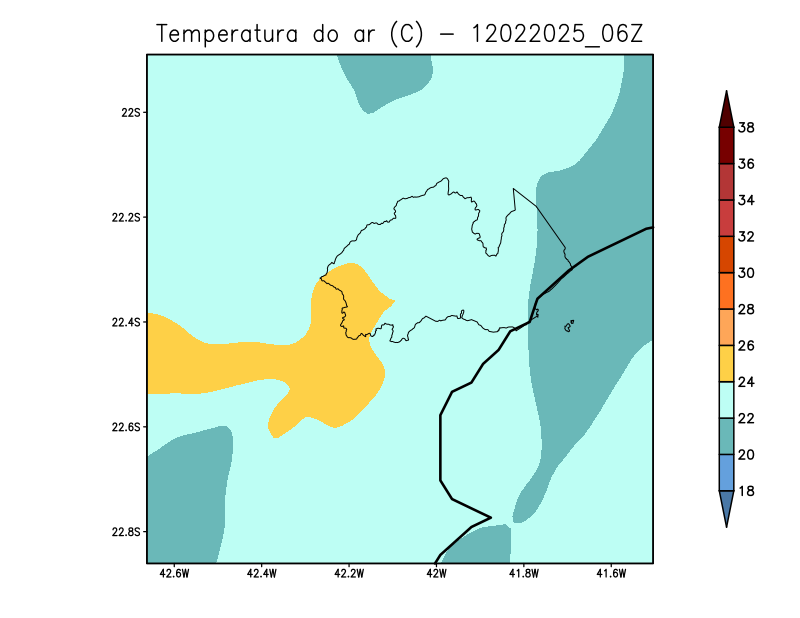 Temperatura do ar (C) - 12022025_06Z
22S
22.2S
22.4S
22.6S
22.8S
42.6W
42.4W
42.2W
42W
41.8W
41.6W
38
36
34
32
30
28
26
24
22
20
18